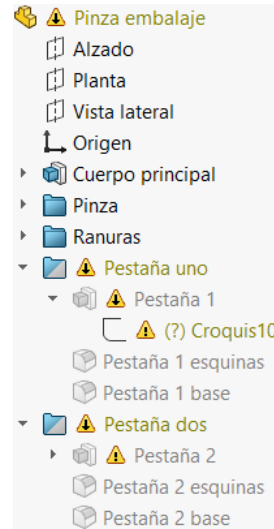 Pinza embalaje
Alzado
Planta
Vista lateral
Origen
Cuerpo principal
Pinza
Ranuras
Pestaña uno
Pestaña 1
(?) Croquis10
Pestaña 1 esquinas
Pestaña 1 base
Pestaña dos
Pestaña 2
Pestaña 2 esquinas
Pestaña 2 base